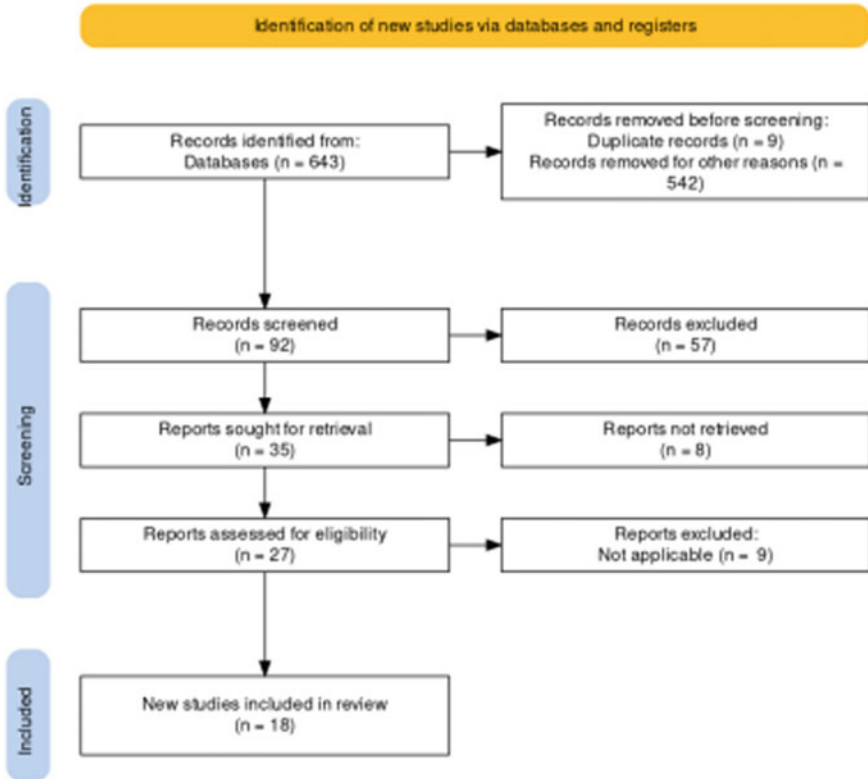 Identification of new studies via databases and registers
Identification
Records identified from:
Databases (n = 643)
Records removed before screening:
Duplicate records (n = 9)
Records removed for other reasons (n =
542)
Screening
Records screened
(n = 92)
Records excluded
(n = 57)
Reports sought for retrieval
(n = 35)
Reports not retrieved
(n = 8)
Reports assessed for eligibility
(n = 27)
Reports excluded:
Not applicable (n = 9)
Included
New studies included in review
(n = 18)